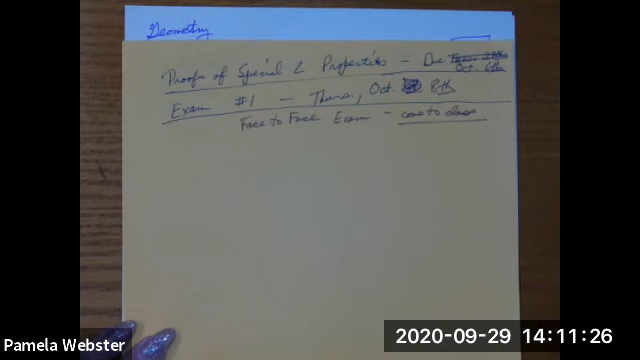 Geometry
Proofs of Special ∠ Properties - Due Oct. 6th
Exam #1 - Thurs., Oct. 8th
Face to Face Exam - come to class
Pamela Webster
2020-09-29 14:11:26